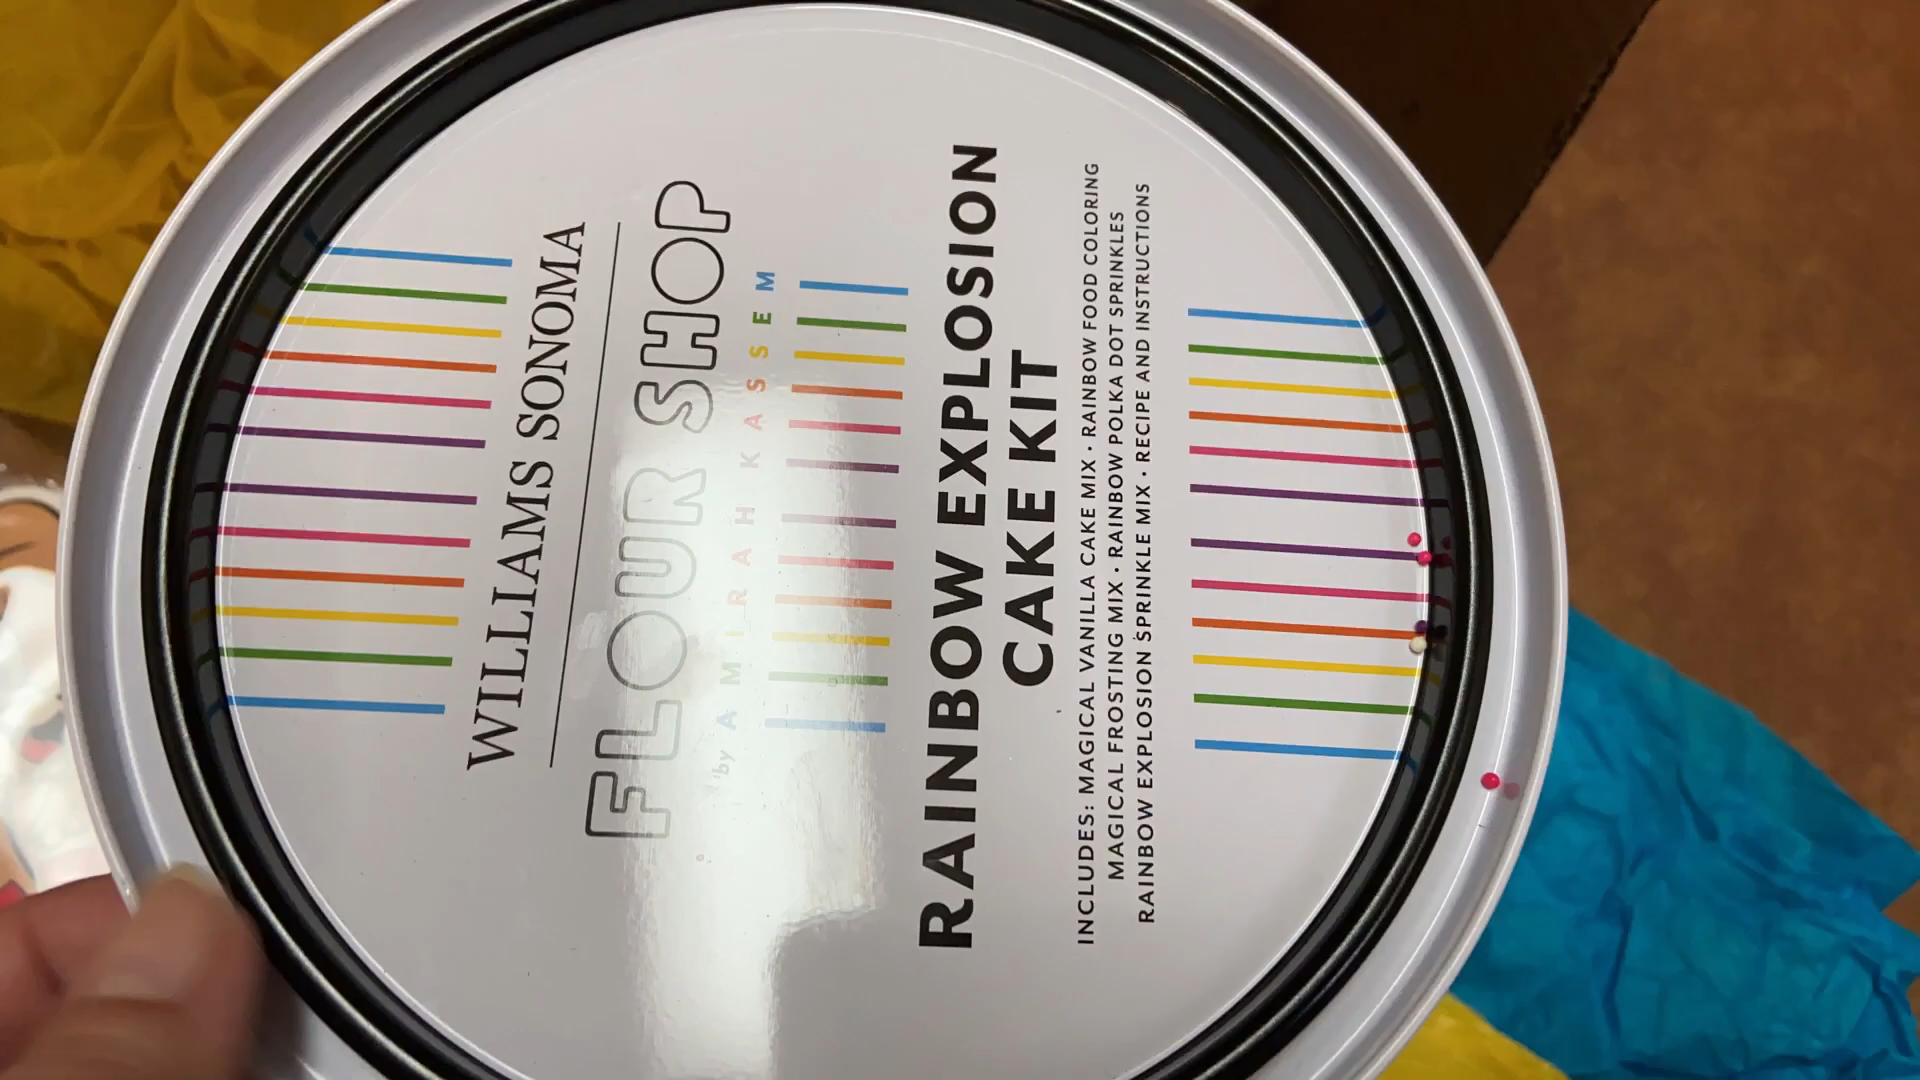 WILLIAMS SONOMA
FLOUR SHOP
by AMIRAH KASSEM
RAINBOW EXPLOSION
CAKE KIT
INCLUDES: MAGICAL VANILLA CAKE MIX · RAINBOW FOOD COLORING
MAGICAL FROSTING MIX · RAINBOW POLKA DOT SPRINKLES
RAINBOW EXPLOSION SPRINKLE MIX · RECIPE AND INSTRUCTIONS